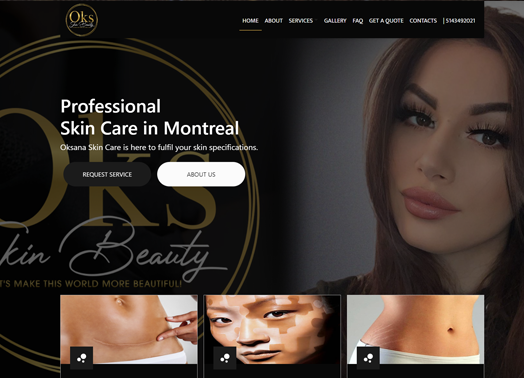 Oks
Skin Beauty
HOME ABOUT SERVICES GALLERY FAQ GET A QUOTE CONTACTS | 5143492021
Professional
Skin Care in Montreal
Oksana Skin Care is here to fulfil your skin specifications.
REQUEST SERVICE ABOUT US
Oks
kin Beauty
T'S MAKE THIS WORLD MORE BEAUTIFUL!